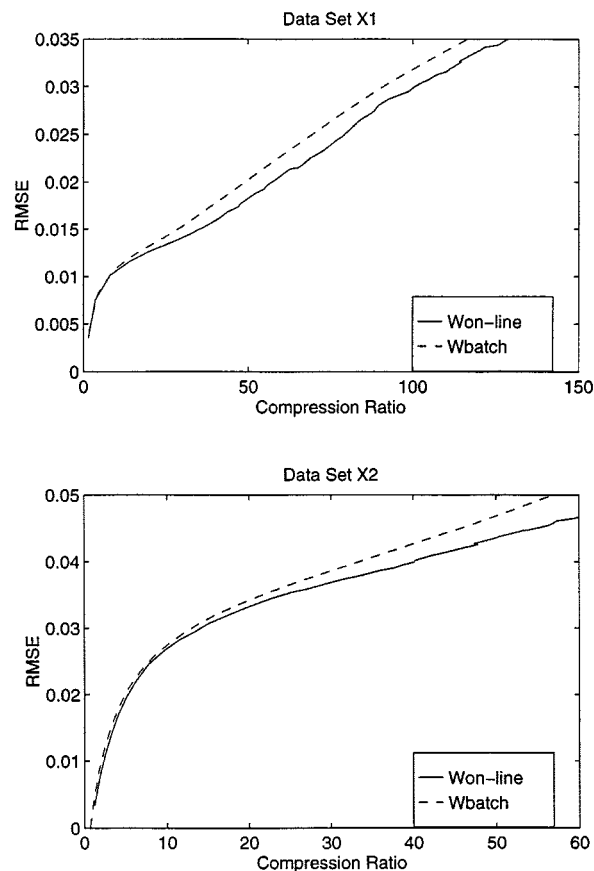 Data Set X1
0.035
0.03
0.025
0.02
0.015
0.01
0.005
0
RMSE
Won-line
Wbatch
0 50 100 150
Compression Ratio
Data Set X2
0.05
0.04
0.03
0.02
0.01
0
RMSE
Won-line
Wbatch
0 10 20 30 40 50 60
Compression Ratio